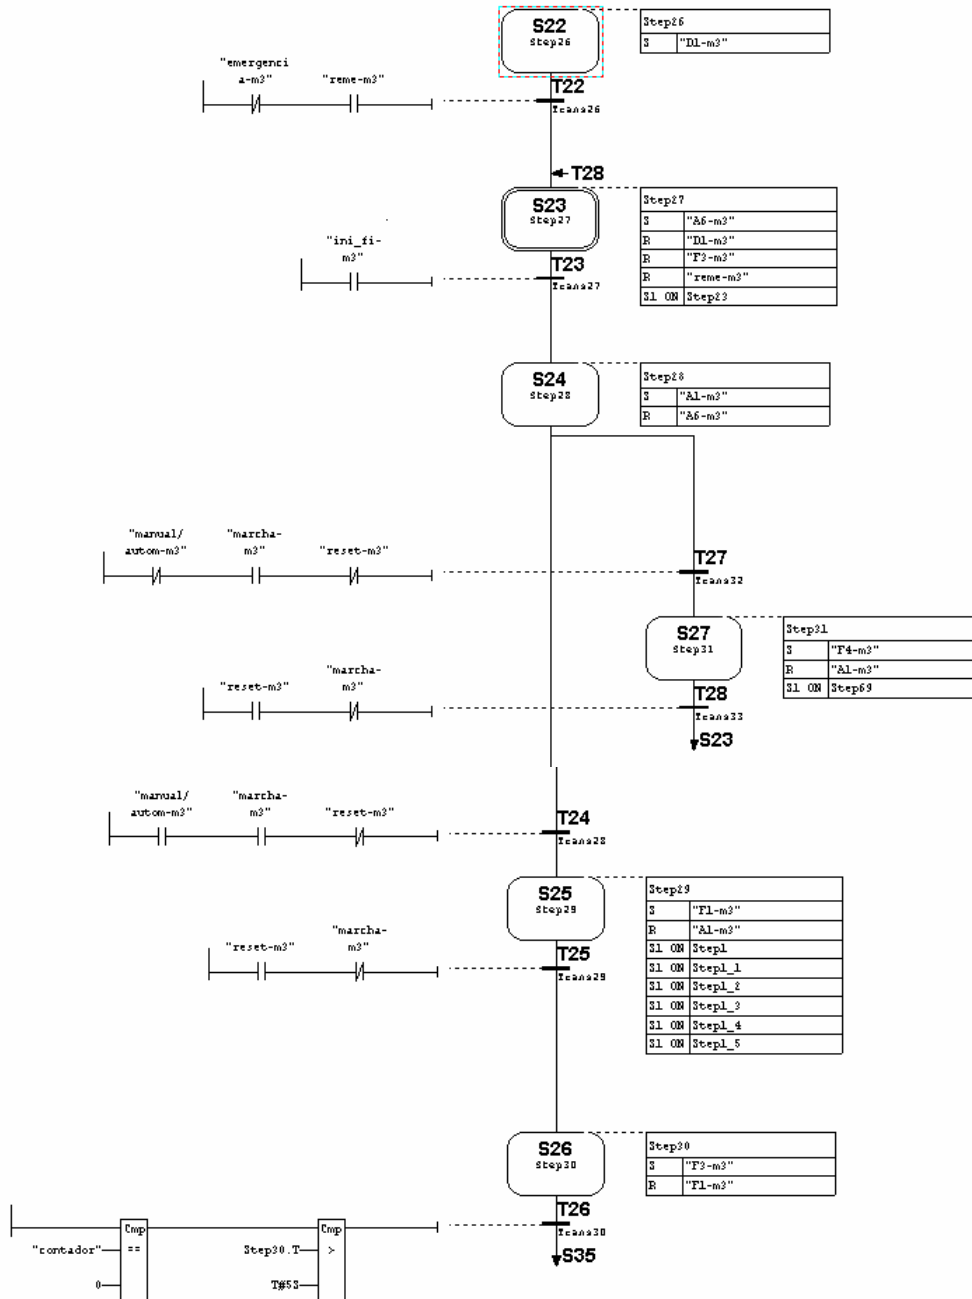 S22
Step26
Step26
S "D1-m3"
"emergenci
a-m3"
"reme-m3"
T22
Trans26
T28
S23
Step27
Step27
S "A6-m3"
R "D1-m3"
R "F3-m3"
R "reme-m3"
S1 ON Step23
"ini_fi-
m3"
T23
Trans27
S24
Step28
Step28
S "A1-m3"
R "A6-m3"
"manual/
autom-m3"
"marcha-
m3"
"reset-m3"
T27
Trans32
S27
Step31
Step31
S "F4-m3"
R "A1-m3"
S1 ON Step69
"reset-m3"
"marcha-
m3"
T28
Trans33
S23
"manual/
autom-m3"
"marcha-
m3"
"reset-m3"
T24
Trans28
S25
Step29
Step29
S "F1-m3"
R "A1-m3"
S1 ON Step1
S1 ON Step1_1
S1 ON Step1_2
S1 ON Step1_3
S1 ON Step1_4
S1 ON Step1_5
"reset-m3"
"marcha-
m3"
T25
Trans29
S26
Step30
Step30
S "F3-m3"
R "F1-m3"
T26
Trans30
S35
Cmp
"contador" ==
0
Cmp
Step30.T >
T#5S